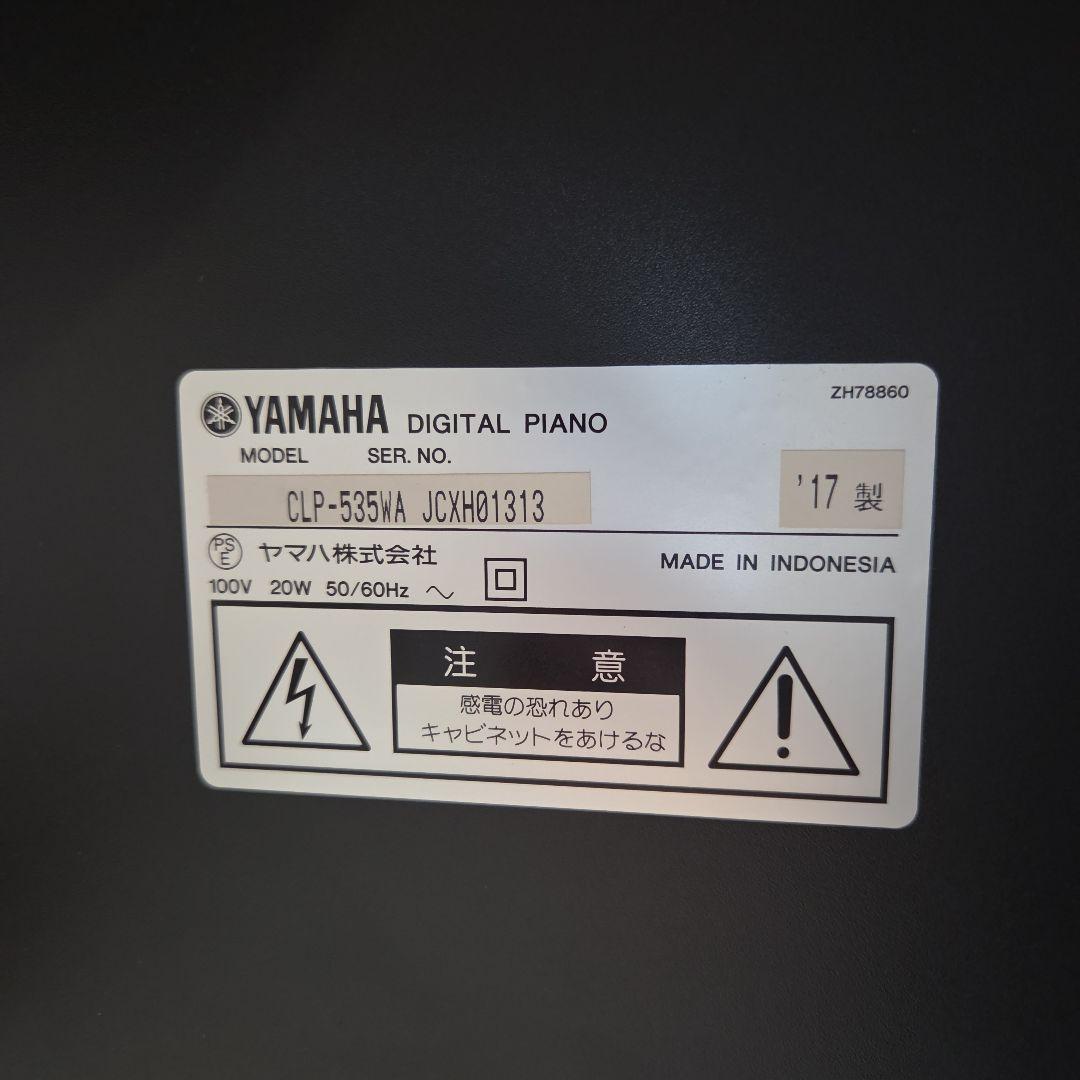 ZH78860
YAMAHA DIGITAL PIANO
MODEL SER. NO.
CLP-535WA JCXH01313
'17 製
PSE ヤマハ株式会社
MADE IN INDONESIA
100V 20W 50/60Hz ～
注 意
感電の恐れあり
キャビネットをあけるな